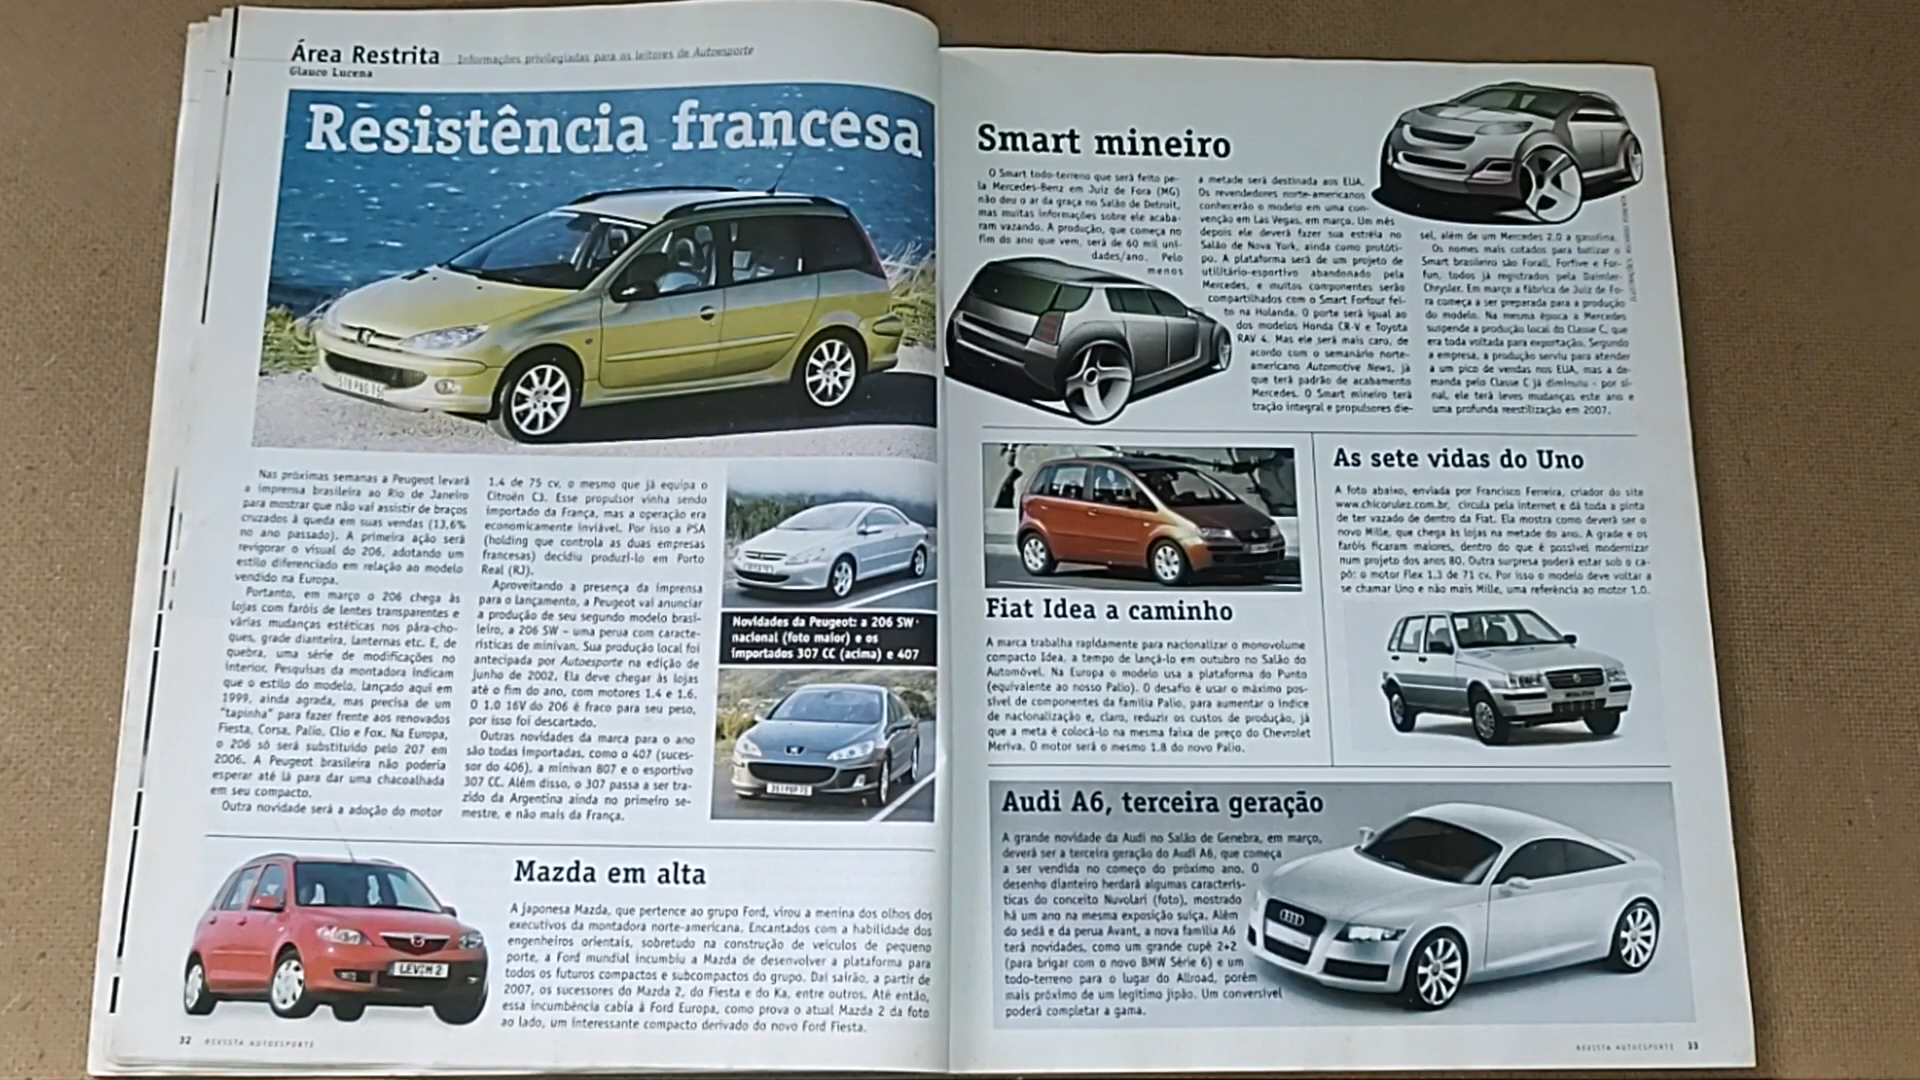 Área Restrita Informações privilegiadas para os leitores de Autoesporte
Glauco Lucena
Resistência francesa
Nas próximas semanas a Peugeot levará
a imprensa brasileira ao Rio de Janeiro
para mostrar que não vai assistir de braços
cruzados à queda em suas vendas (13,6%
no ano passado). A primeira ação será
revigorar o visual do 206, adotando um
estilo diferenciado em relação ao modelo
vendido na Europa.
Portanto, em março o 206 chega às
lojas com faróis de lentes transparentes e
várias mudanças estéticas nos pára-cho-
ques, grade dianteira, lanternas etc. E, de
quebra, uma série de modificações no
interior. Pesquisas da montadora indicam
que o estilo do modelo, lançado aqui em
1999, ainda agrada, mas precisa de um
"tapinha" para fazer frente aos renovados
Fiesta, Corsa, Palio, Clio e Fox. Na Europa,
o 206 só será substituído pelo 207 em
2006. A Peugeot brasileira não poderia
esperar até lá para dar uma chacoalhada
em seu compacto.
Outra novidade será a adoção do motor
1.4 de 75 cv, o mesmo que já equipa o
Citroën C3. Esse propulsor vinha sendo
importado da França, mas a operação era
economicamente inviável. Por isso a PSA
(holding que controla as duas empresas
francesas) decidiu produzi-lo em Porto
Real (RJ).
Aproveitando a presença da imprensa
para o lançamento, a Peugeot vai anunciar
a produção de seu segundo modelo brasi-
leiro, a 206 SW – uma perua com caracte-
rísticas de minivan. Sua produção local foi
antecipada por Autoesporte na edição de
junho de 2002. Ela deve chegar às lojas
até o fim do ano, com motores 1.4 e 1.6.
O 1.0 16V do 206 é fraco para seu peso,
por isso foi descartado.
Outras novidades da marca para o ano
são todas importadas, como o 407 (suces-
sor do 406), a minivan 807 e o esportivo
307 CC. Além disso, o 307 passa a ser tra-
zido da Argentina ainda no primeiro se-
mestre, e não mais da França.
Novidades da Peugeot: a 206 SW
nacional (foto maior) e os
importados 307 CC (acima) e 407
Mazda em alta
A japonesa Mazda, que pertence ao grupo Ford, virou a menina dos olhos dos
executivos da montadora norte-americana. Encantados com a habilidade dos
engenheiros orientais, sobretudo na construção de veículos de pequeno
porte, a Ford mundial incumbiu a Mazda de desenvolver a plataforma para
todos os futuros compactos e subcompactos do grupo. Daí sairão, a partir de
2007, os sucessores do Mazda 2, do Fiesta e do Ka, entre outros. Até então,
essa incumbência cabia à Ford Europa, como prova o atual Mazda 2 da foto
ao lado, um interessante compacto derivado do novo Ford Fiesta.
LEV M 2
32 REVISTA AUTOESPORTE
Smart mineiro
O Smart todo-terreno que será feito pe-
la Mercedes-Benz em Juiz de Fora (MG)
não deu o ar da graça no Salão de Detroit,
mas muitas informações sobre ele acaba-
ram vazando. A produção, que começa no
fim do ano que vem, será de 60 mil uni-
dades/ano. Pelo
menos
a metade será destinada aos EUA.
Os revendedores norte-americanos
conhecerão o modelo em uma con-
venção em Las Vegas, em março. Um mês
depois ele deverá fazer sua estréia no
Salão de Nova York, ainda como protóti-
po. A plataforma será de um projeto de
utilitário-esportivo abandonado pela
Mercedes, e muitos componentes serão
compartilhados com o Smart Forfour fei-
to na Holanda. O porte será igual ao
dos modelos Honda CR-V e Toyota
RAV 4. Mas ele será mais caro, de
acordo com o semanário norte-
americano Automotive News, já
que terá padrão de acabamento
Mercedes. O Smart mineiro terá
tração integral e propulsores die-
sel, além de um Mercedes 2.0 a gasolina.
Os nomes mais cotados para batizar o
Smart brasileiro são Forall, Forfive e For-
fun, todos já registrados pela Daimler-
Chrysler. Em março a fábrica de Juiz de Fo-
ra começa a ser preparada para a produção
do modelo. Na mesma época a Mercedes
suspende a produção local do Classe C, que
era toda voltada para exportação. Segundo
a empresa, a produção serviu para atender
a um pico de vendas nos EUA, mas a de-
manda pelo Classe C já diminuiu - por si-
nal, ele terá leves mudanças este ano e
uma profunda reestilização em 2007.
Fiat Idea a caminho
A marca trabalha rapidamente para nacionalizar o monovolume
compacto Idea, a tempo de lançá-lo em outubro no Salão do
Automóvel. Na Europa o modelo usa a plataforma do Punto
(equivalente ao nosso Palio). O desafio é usar o máximo pos-
sível de componentes da família Palio, para aumentar o índice
de nacionalização e, claro, reduzir os custos de produção, já
que a meta é colocá-lo na mesma faixa de preço do Chevrolet
Meriva. O motor será o mesmo 1.8 do novo Palio.
As sete vidas do Uno
A foto abaixo, enviada por Francisco Ferreira, criador do site
www.chicorulez.com.br, circula pela internet e dá toda a pinta
de ter vazado de dentro da Fiat. Ela mostra como deverá ser o
novo Mille, que chega às lojas na metade do ano. A grade e os
faróis ficaram maiores, dentro do que é possível modernizar
num projeto dos anos 80. Outra surpresa poderá estar sob o ca-
pô: o motor Flex 1.3 de 71 cv. Por isso o modelo deve voltar a
se chamar Uno e não mais Mille, uma referência ao motor 1.0.
Audi A6, terceira geração
A grande novidade da Audi no Salão de Genebra, em março,
deverá ser a terceira geração do Audi A6, que começa
a ser vendida no começo do próximo ano. O
desenho dianteiro herdará algumas caracterís-
ticas do conceito Nuvolari (foto), mostrado
há um ano na mesma exposição suíça. Além
do sedã e da perua Avant, a nova família A6
terá novidades, como um grande cupê 2+2
(para brigar com o novo BMW Série 6) e um
todo-terreno para o lugar do Allroad, porém
mais próximo de um legítimo jipão. Um conversível
poderá completar a gama.
REVISTA AUTOESPORTE 33